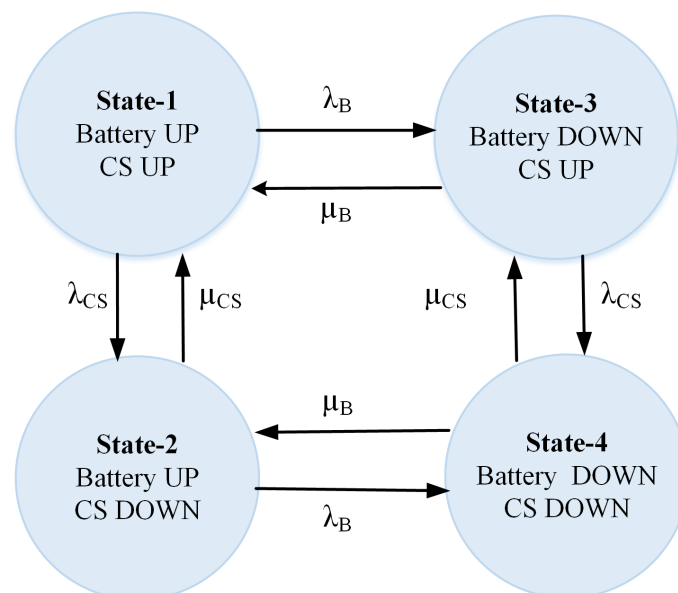 State-1
Battery UP
CS UP
λB
μB
State-3
Battery DOWN
CS UP
λCS
μCS
μCS
λCS
State-2
Battery UP
CS DOWN
μB
λB
State-4
Battery DOWN
CS DOWN